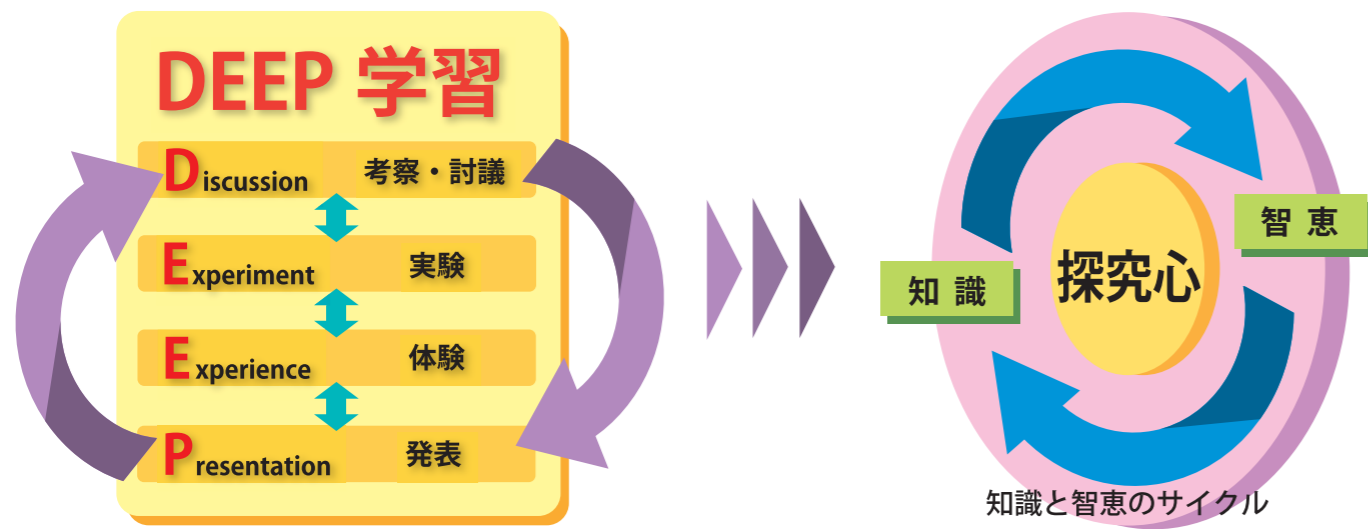 DEEP 学習
Discussion 考察・討議
Experiment 実験
Experience 体験
Presentation 発表
智恵
知識
探究心
知識と智恵のサイクル